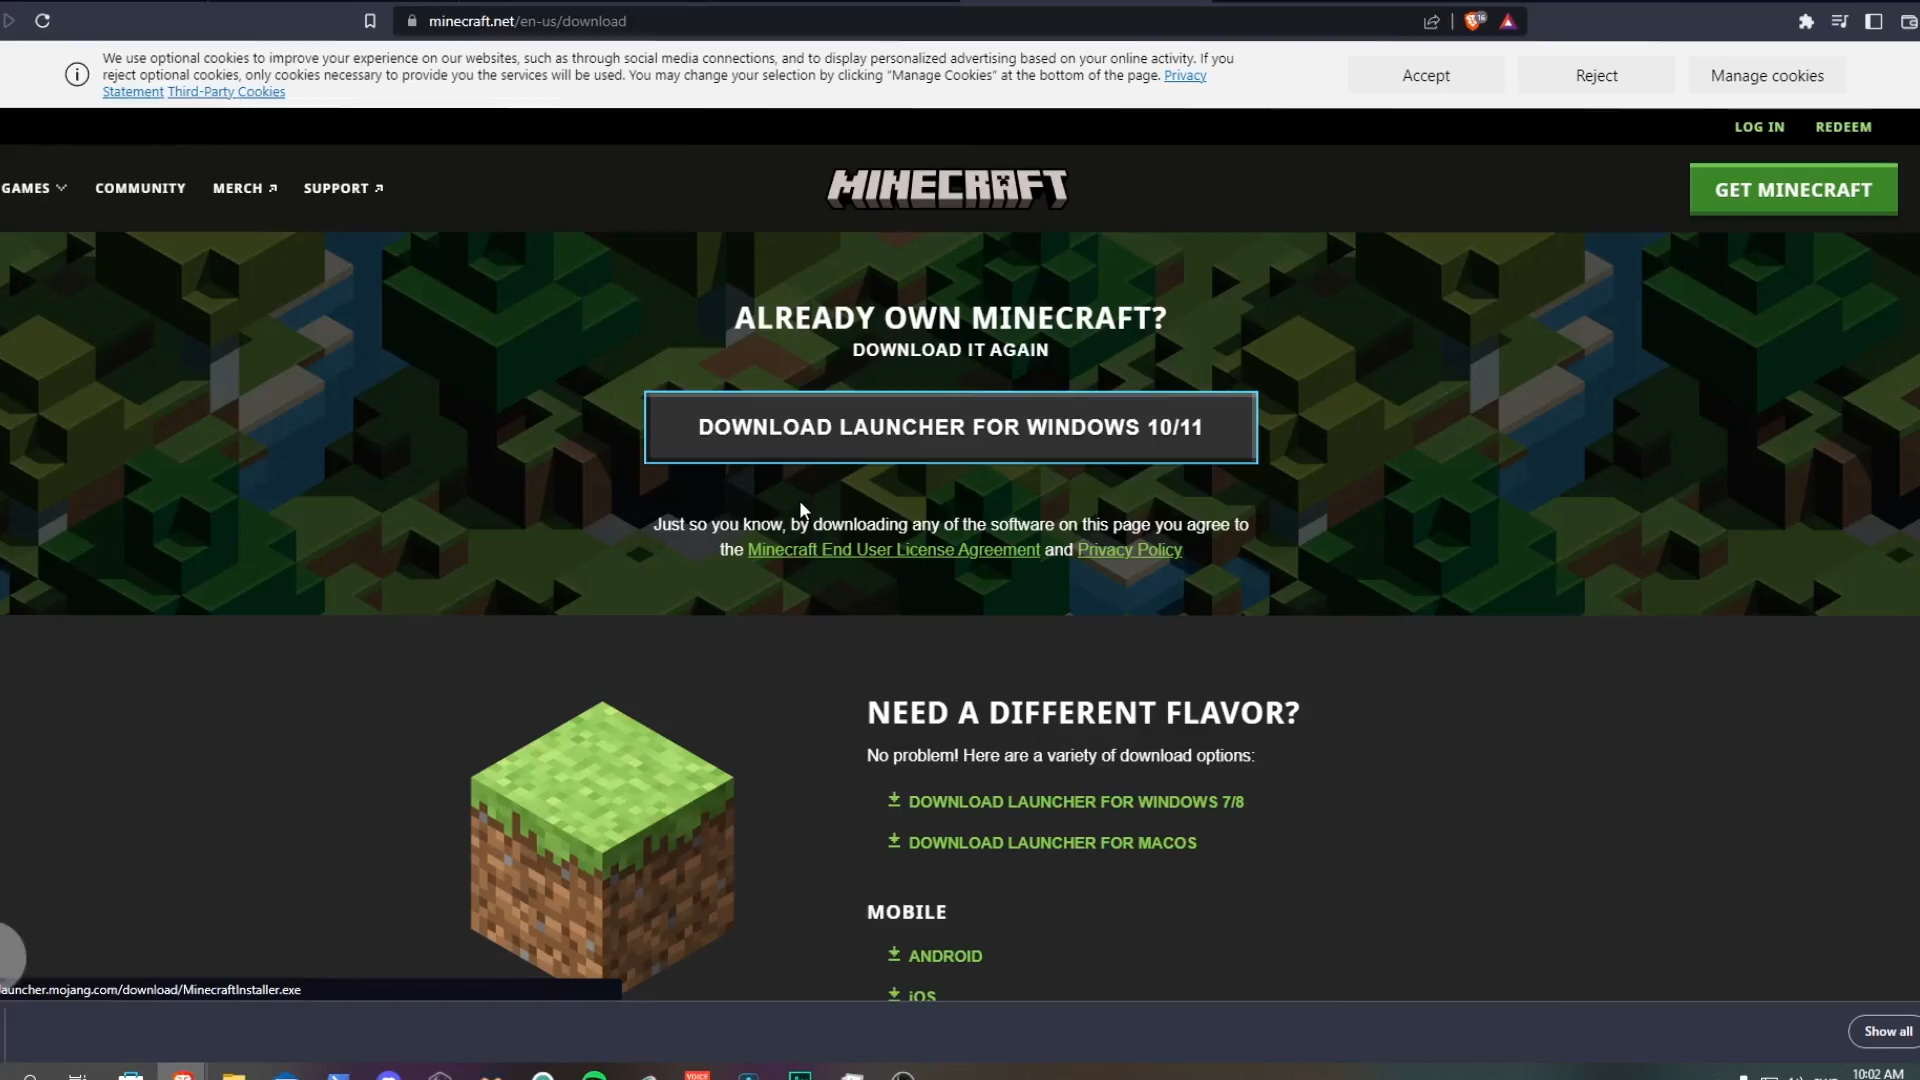 minecraft.net/en-us/download
16
We use optional cookies to improve your experience on our websites, such as through social media connections, and to display personalized advertising based on your online activity. If you
reject optional cookies, only cookies necessary to provide you the services will be used. You may change your selection by clicking "Manage Cookies" at the bottom of the page. Privacy
Statement Third-Party Cookies
Accept
Reject
Manage cookies
LOG IN
REDEEM
GAMES
COMMUNITY
MERCH
SUPPORT
MINECRAFT
GET MINECRAFT
ALREADY OWN MINECRAFT?
DOWNLOAD IT AGAIN
DOWNLOAD LAUNCHER FOR WINDOWS 10/11
Just so you know, by downloading any of the software on this page you agree to
the Minecraft End User License Agreement and Privacy Policy
NEED A DIFFERENT FLAVOR?
No problem! Here are a variety of download options:
DOWNLOAD LAUNCHER FOR WINDOWS 7/8
DOWNLOAD LAUNCHER FOR MACOS
MOBILE
ANDROID
iOS
auncher.mojang.com/download/MinecraftInstaller.exe
Show all
VOICE
10:02 AM